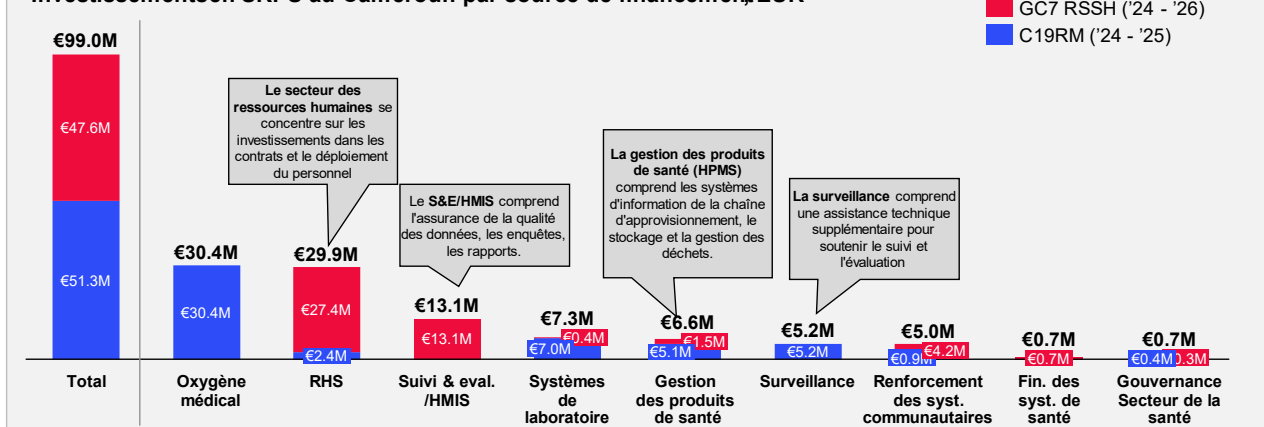 GC7 RSSH ('24 - '26)
C19RM ('24 - '25)
€99.0M
€47.6M
€51.3M
Le secteur des
ressources humaines se
concentre sur les
investissements dans les
contrats et le déploiement
du personnel
Le S&E/HMIS comprend
l'assurance de la qualité
des données, les enquêtes,
les rapports.
La gestion des produits
de santé (HPMS)
comprend les systèmes
d'information de la chaîne
d'approvisionnement, le
stockage et la gestion des
déchets.
La surveillance comprend
une assistance technique
supplémentaire pour
soutenir le suivi et
l'évaluation
€30.4M
€30.4M
€29.9M
€27.4M
€2.4M
€13.1M
€13.1M
€7.3M
€0.4M
€7.0M
€6.6M
€1.5M
€5.1M
€5.2M
€5.2M
€5.0M
€4.2M
€0.9M
€0.7M
€0.7M
€0.7M
€0.4M
0.3M
Total
Oxygène
médical
RHS
Suivi & eval.
/HMIS
Systèmes
de
laboratoire
Gestion
des produits
de santé
Surveillance
Renforcement
des syst.
communautaires
Fin. des
syst. de
santé
Gouvernance
Secteur de la
santé